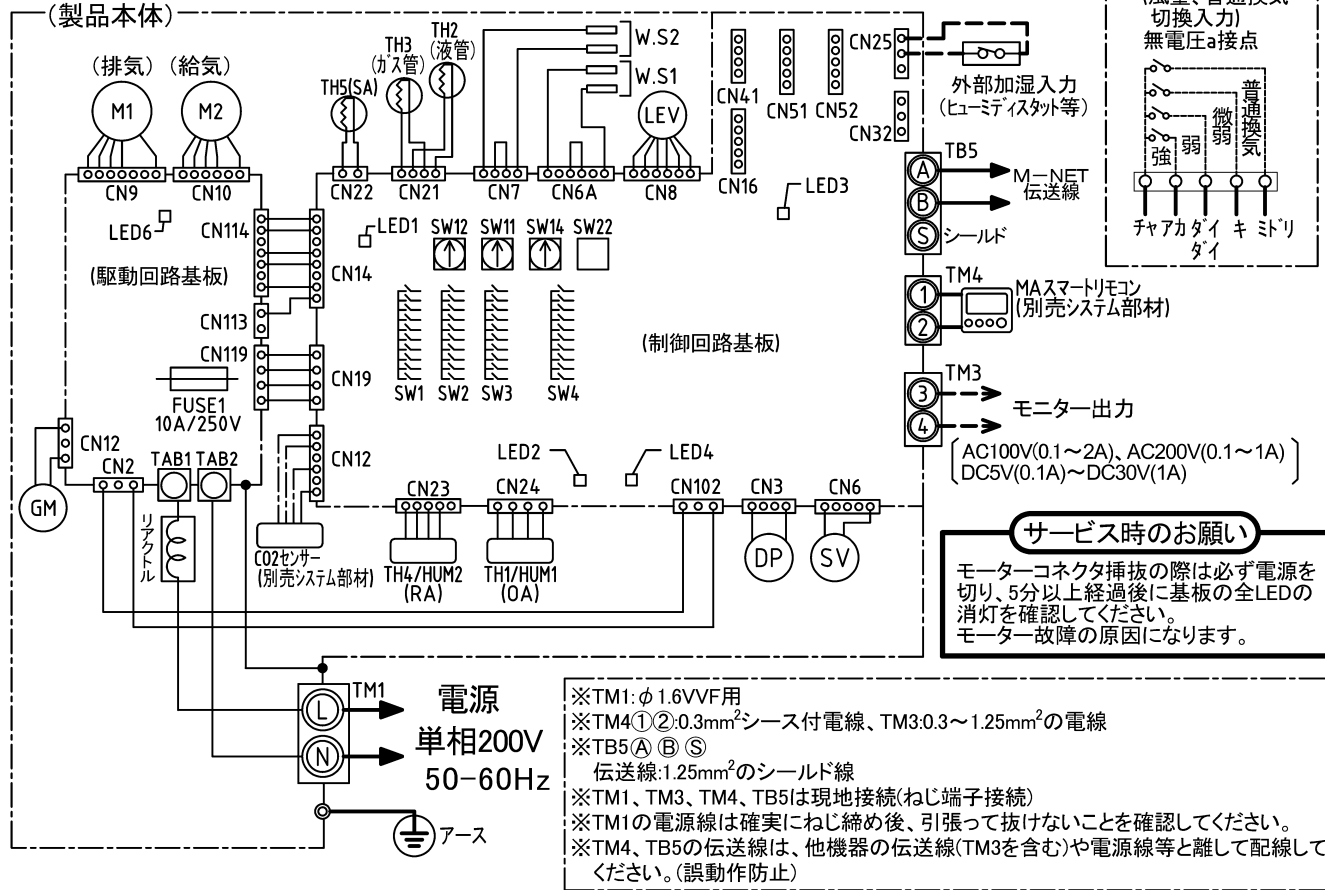 (製品本体)
(排気)
(給気)
M1
M2
TH5(SA)
TH3
(ガス管)
TH2
(液管)
W.S2
W.S1
LEV
CN9
CN10
CN22
CN21
CN7
CN6A
CN8
CN41
CN51
CN52
CN16
CN25
CN32
外部加湿入力
(ヒューミディスタット等)
切換入力)
無電圧a接点
強
弱
微弱
普通換気
チャ
アカ
ダイ
ダイ
キ
ミドリ
TB5
A
B
S
M-NET
伝送線
シールド
LED3
LED6
CN114
LED1
SW12
SW11
SW14
SW22
CN14
(駆動回路基板)
CN113
CN119
CN19
FUSE1
10A/250V
SW1
SW2
SW3
SW4
(制御回路基板)
TM4
1
2
MAスマートリモコン
(別売システム部材)
TM3
3
4
モニター出力
AC100V(0.1~2A)、AC200V(0.1~1A)
DC5V(0.1A)~DC30V(1A)
CN12
CN2
TAB1
TAB2
GM
リアクトル
CN12
CO2センサー
(別売システム部材)
LED2
LED4
CN23
CN24
CN102
CN3
CN6
TH4/HUM2
(RA)
TH1/HUM1
(OA)
DP
SV
サービス時のお願い
モーターコネクタ挿抜の際は必ず電源を
切り、5分以上経過後に基板の全LEDの
消灯を確認してください。
モーター故障の原因になります。
TM1
L
N
電源
単相200V
50-60Hz
アース
※TM1:φ1.6VVF用
※TM4①②:0.3mm²シース付電線、TM3:0.3~1.25mm²の電線
※TB5Ⓐ Ⓑ Ⓢ
伝送線:1.25mm²のシールド線
※TM1、TM3、TM4、TB5は現地接続(ねじ端子接続)
※TM1の電源線は確実にねじ締め後、引張って抜けないことを確認してください。
※TM4、TB5の伝送線は、他機器の伝送線(TM3を含む)や電源線等と離して配線して
ください。(誤動作防止)